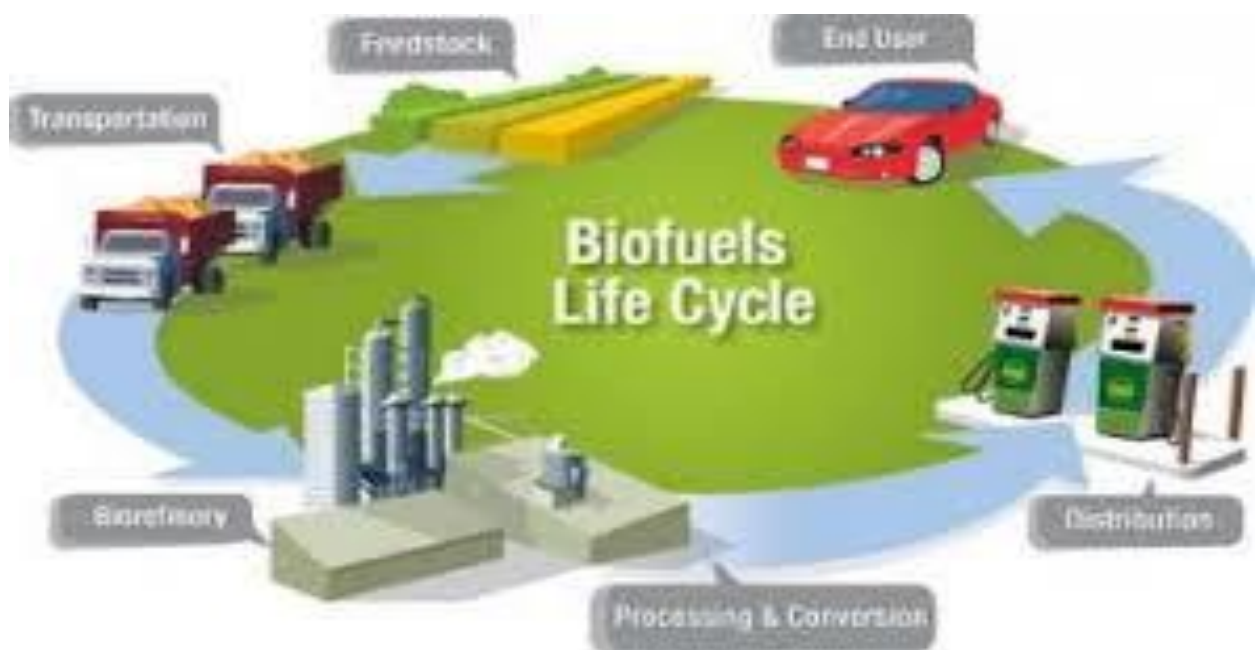 Feedstock
End User
Transportation
Biofuels
Life Cycle
Biorefinery
Distribution
Processing & Conversion